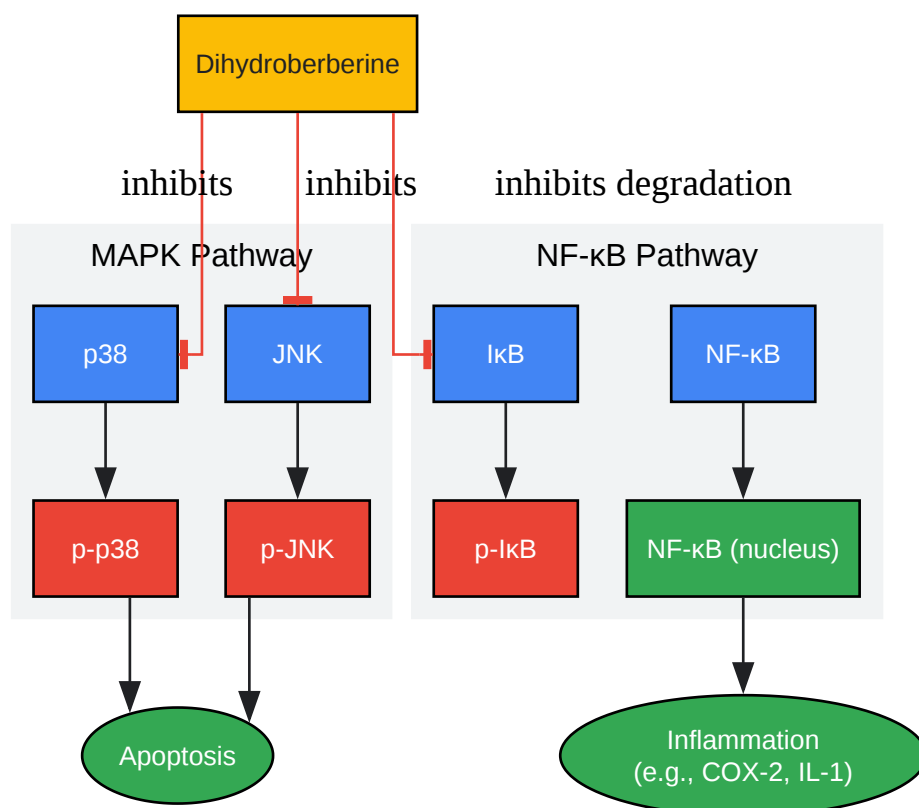 Dihydroberberine
inhibits
inhibits
inhibits degradation
MAPK Pathway
NF-κB Pathway
p38
JNK
IκB
NF-κB
p-p38
p-JNK
p-IκB
NF-κB (nucleus)
Apoptosis
Inflammation
(e.g., COX-2, IL-1)